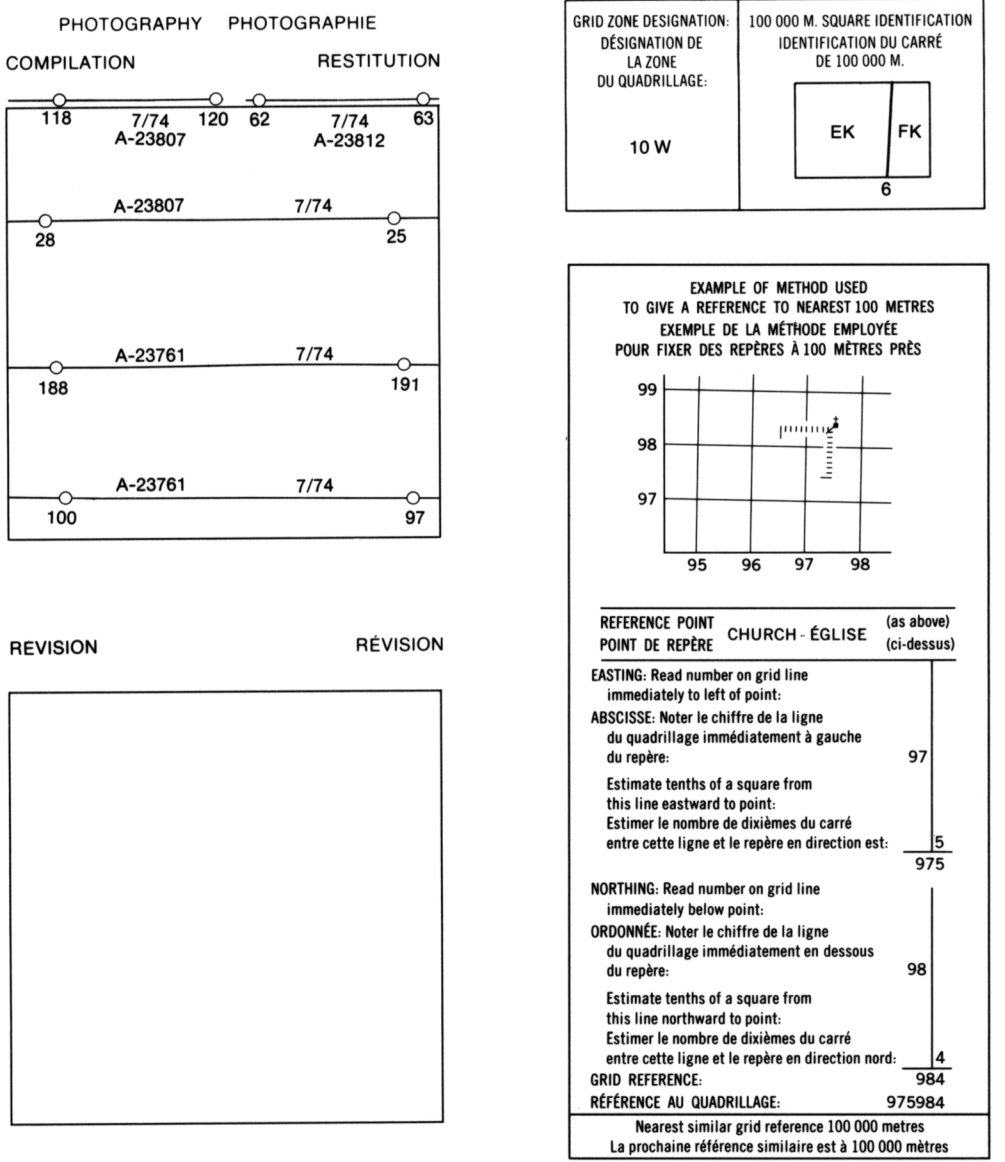 PHOTOGRAPHY PHOTOGRAPHIE
COMPILATION RESTITUTION
118 7/74 120 62 7/74 63
A-23807 A-23812
A-23807 7/74
28 25
A-23761 7/74
188 191
A-23761 7/74
100 97
REVISION RÉVISION
GRID ZONE DESIGNATION:
DÉSIGNATION DE
LA ZONE
DU QUADRILLAGE:
10 W
100 000 M. SQUARE IDENTIFICATION
IDENTIFICATION DU CARRÉ
DE 100 000 M.
EK FK
6
EXAMPLE OF METHOD USED
TO GIVE A REFERENCE TO NEAREST 100 METRES
EXEMPLE DE LA MÉTHODE EMPLOYÉE
POUR FIXER DES REPÈRES À 100 MÈTRES PRÈS
99
98
97
95 96 97 98
REFERENCE POINT
POINT DE REPÈRE
CHURCH - ÉGLISE
(as above)
(ci-dessus)
EASTING: Read number on grid line
immediately to left of point:
ABSCISSE: Noter le chiffre de la ligne
du quadrillage immédiatement à gauche
du repère: 97
Estimate tenths of a square from
this line eastward to point:
Estimer le nombre de dixièmes du carré
entre cette ligne et le repère en direction est: 5
975
NORTHING: Read number on grid line
immediately below point:
ORDONNÉE: Noter le chiffre de la ligne
du quadrillage immédiatement en dessous
du repère: 98
Estimate tenths of a square from
this line northward to point:
Estimer le nombre de dixièmes du carré
entre cette ligne et le repère en direction nord: 4
GRID REFERENCE: 984
RÉFÉRENCE AU QUADRILLAGE: 975984
Nearest similar grid reference 100 000 metres
La prochaine référence similaire est à 100 000 mètres